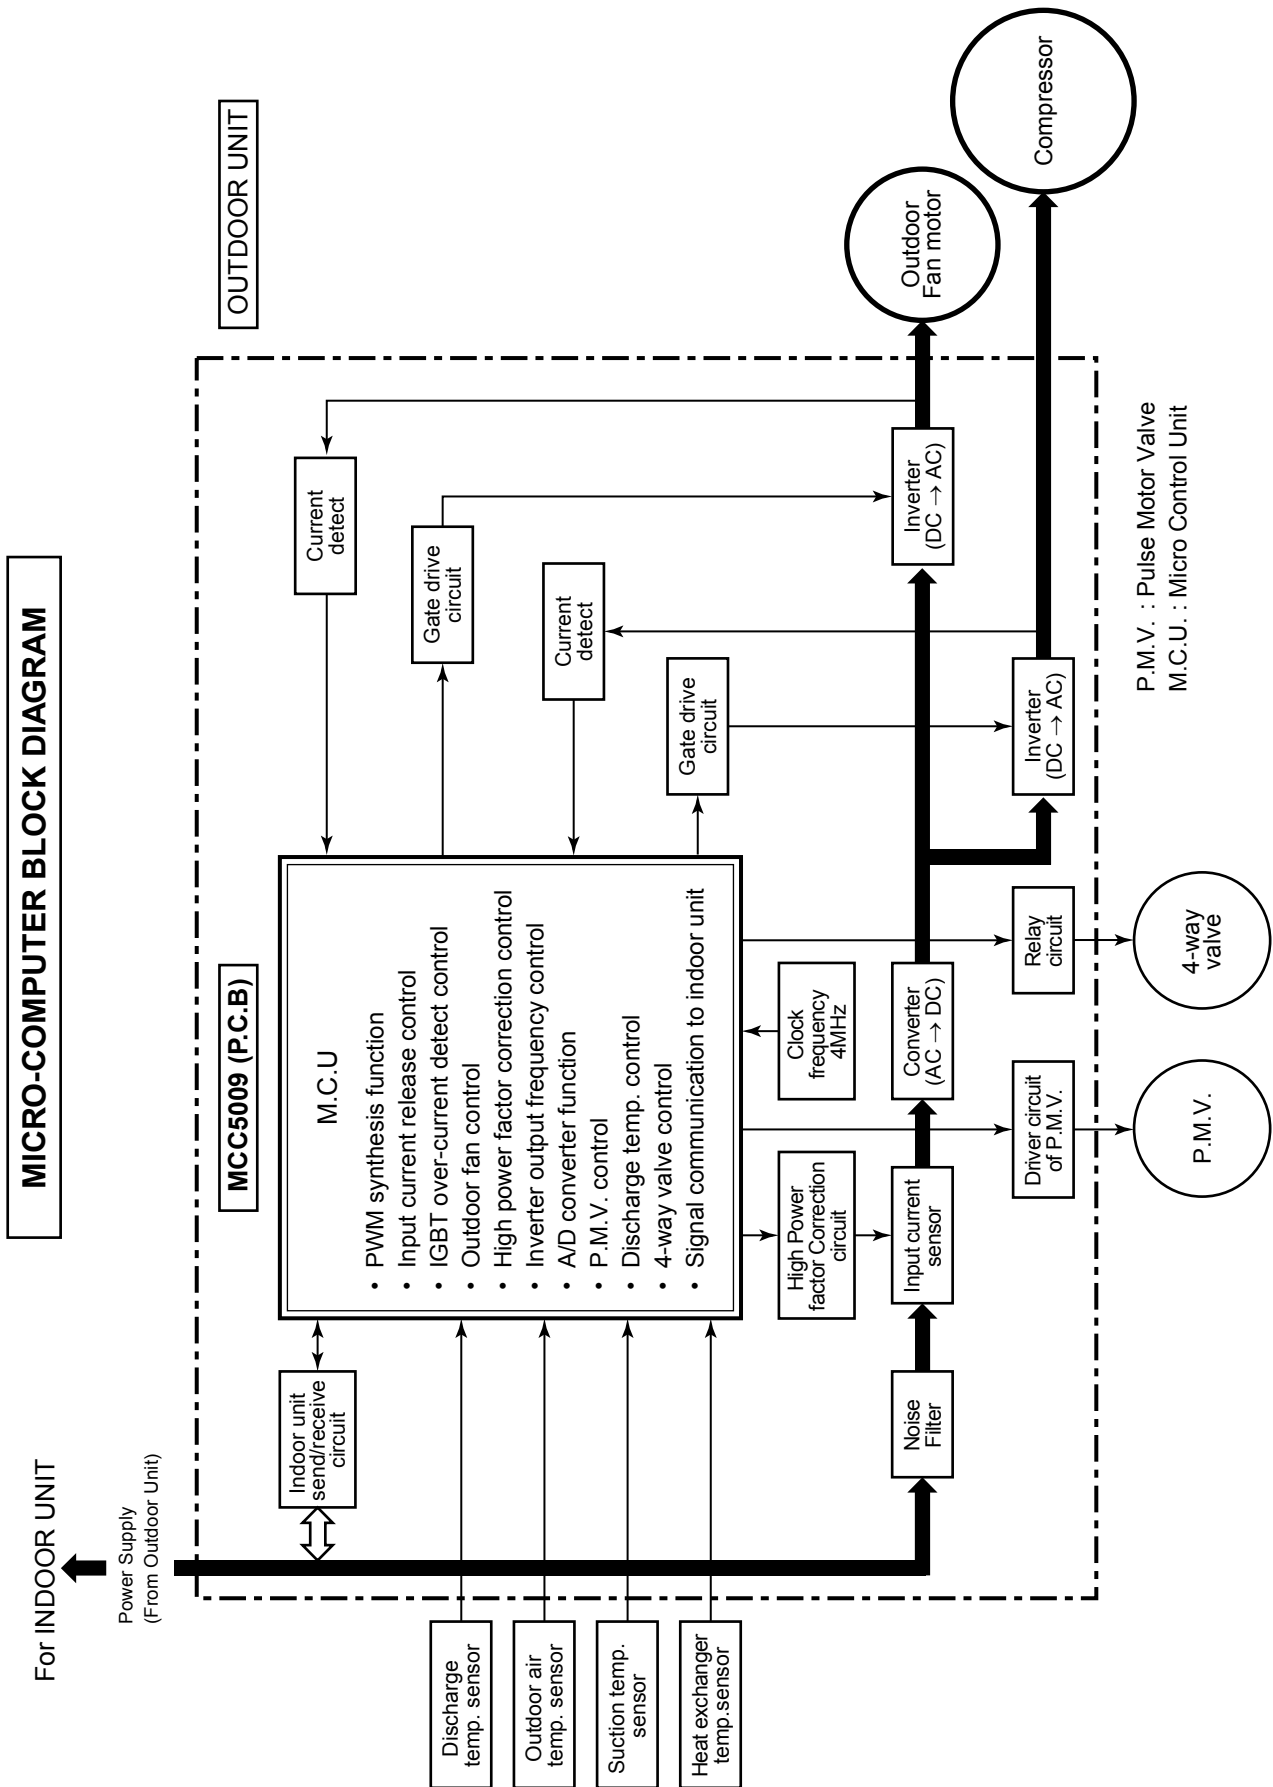 MICRO-COMPUTER BLOCK DIAGRAM
For INDOOR UNIT
Power Supply
(From Outdoor Unit)
MCC5009 (P.C.B)
OUTDOOR UNIT
Indoor unit
send/receive
circuit
Discharge
temp. sensor
Outdoor air
temp. sensor
Suction temp.
sensor
Heat exchanger
temp.sensor
M.C.U
• PWM synthesis function
• Input current release control
• IGBT over-current detect control
• Outdoor fan control
• High power factor correction control
• Inverter output frequency control
• A/D converter function
• P.M.V. control
• Discharge temp. control
• 4-way valve control
• Signal communication to indoor unit
Current
detect
Gate drive
circuit
Current
detect
Gate drive
circuit
High Power
factor Correction
circuit
Clock
frequency
4MHz
Noise
Filter
Input current
sensor
Converter
(AC → DC)
Inverter
(DC → AC)
Outdoor
Fan motor
Driver circuit
of P.M.V.
Relay
circuit
Inverter
(DC → AC)
Compressor
P.M.V.
4-way
valve
P.M.V. : Pulse Motor Valve
M.C.U. : Micro Control Unit